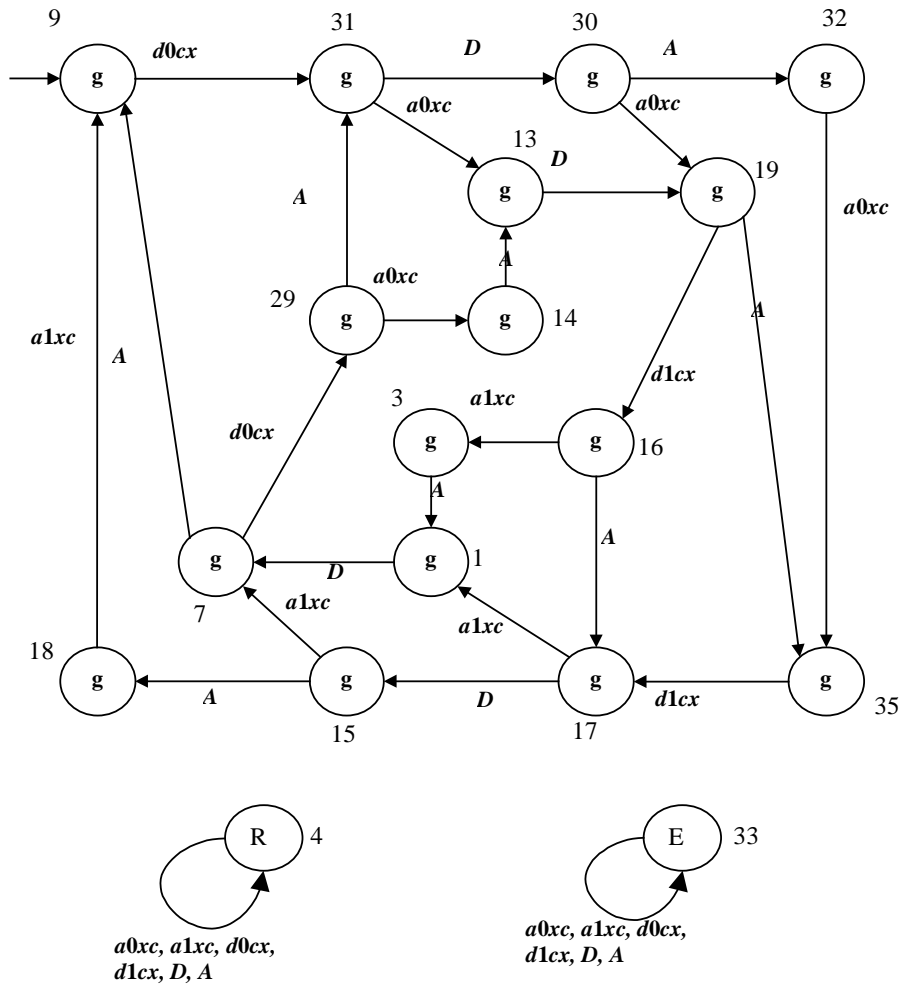 9 31 30 32
d0cx D A
g g g g
a0xc a0xc
13 D 19
g g a0xc
A
a0xc A
29 g g 14 A
a1xc A d1cx
3 a1xc
d0cx g g 16
A A
g g 1
D
7 a1xc a1xc
18
g g g g
A D d1cx 35
15 17
R 4 E 33
a0xc, a1xc, d0cx,
d1cx, D, A
a0xc, a1xc, d0cx,
d1cx, D, A